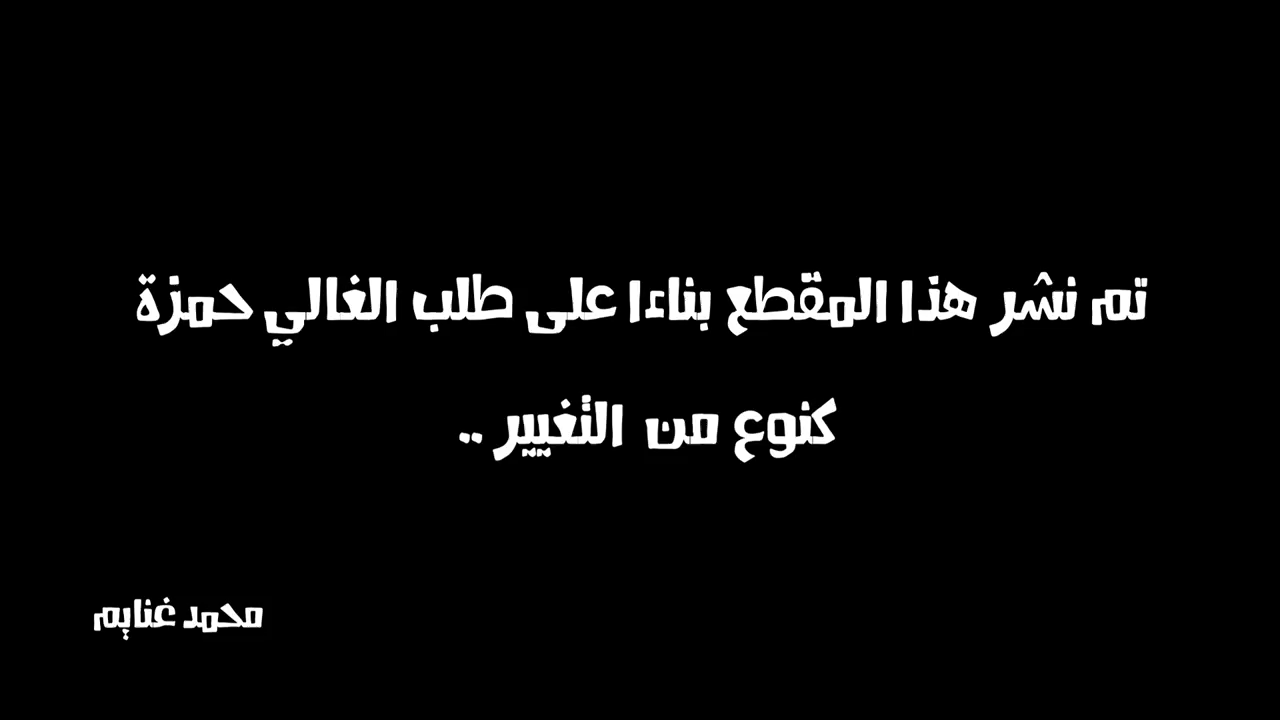 تم نشر هذا المقطع بناءا على طلب الغالي حمزة
كنوع من التغيير ..
محمد غنايم